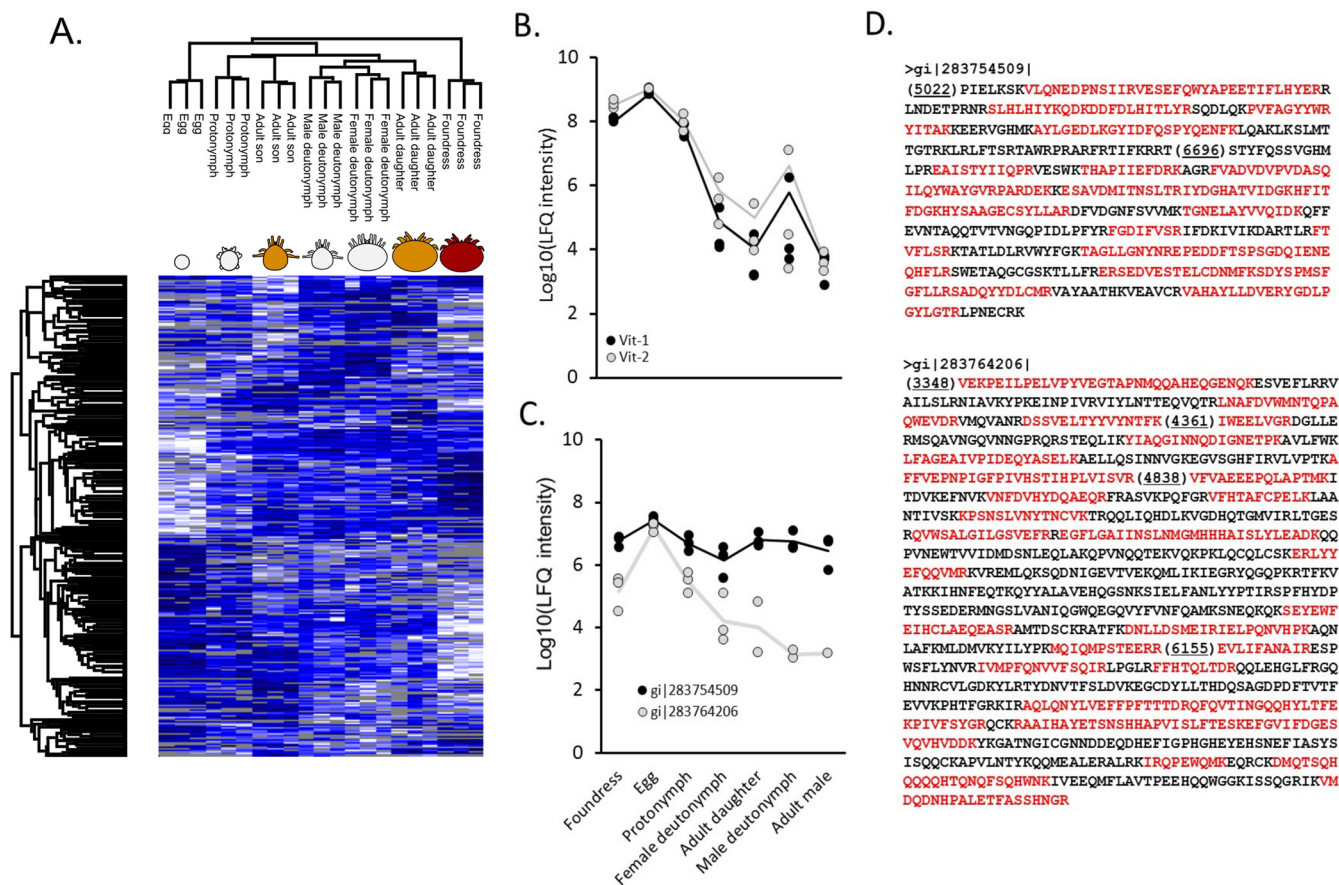 A.
Egg
Egg
Egg
Protonymph
Protonymph
Protonymph
Adult son
Adult son
Adult son
Male deutonymph
Male deutonymph
Male deutonymph
Female deutonymph
Female deutonymph
Female deutonymph
Adult daughter
Adult daughter
Adult daughter
Foundress
Foundress
Foundress
B.
Log10(LFQ intensity)
10
8
6
4
2
0
Vit-1
Vit-2
C.
Log10(LFQ intensity)
10
8
6
4
2
0
gi|283754509
gi|283764206
Foundress
Egg
Protonymph
Female deutonymph
Adult daughter
Male deutonymph
Adult male
D.
>gi|283754509|
(5022)PIELKSKVLQNEDPNSIIRVESEFQWYAPEETIFLHYERR
LNDETPRNRSLHLHIYKQDKDDFDLHITLYRSQDLQKPVFAGYYWR
YITAKKEERVGHMKAYLGEDLKGYIDFQSPYQENFKLQAKLKSLMT
TGTRKLRLFSRTAWRPRARFRTIFKRRT(6696)STYFQSSVGHM
LPREAISTYIIQPRVESWKTHAPIIEFDRKAGRFVADVDVPVDASQ
ILQYWAYGVRPARDEKKESAVDMITNSLTRIYDGHATVIDGKHFIT
FDGKHYSAAGECSYLLARDFVDGNFSVVMKTGNELAYVVQIDKQFF
EVNTAQQTVTVNGQPIDLPFYRFGDIFVSRIFDKIVIKDARTLRFT
VFLSRKTATLDLRVWYFGKTAGLLGNYNREPEDDFTSPSGDQIENE
QHFLRSWETAQGCGSKTLLFRERSEDVESTELCDNMFKSDYSPMSF
GFLLRSADQYYDLCMRVAYAATHKVEAVCRVAHAYLLDVERYGDLP
GYLGTRLPNECRK
>gi|283764206|
(3348)VEKPEILPELVPYVEGTAPNMQQAHEQGENQKESVEFLRRV
AILSLRNIAVKYPKEINPIVRVIYLNTTEQVQTRLNAFDVWMNTQPA
QWEVDRVMQVANRDSSVELTYYVYNTFK(4361)IWEELVGRDGLLE
RMSQAVNGQVNNGPRQRSTEQLIKYIAQGINNQDIGNETPKAVLFWK
LFAGEAIVPIDEQYASELKAELLQSINNVGKEGVSGHFIRVLVPTKA
FFVEPNPIGFPIVHSTIHPLVISVR(4838)VFVAEEEPQLAPTMKI
TDVKEFNVKVNFDVHYDQAEQRFRASVKPQFGRVFHTAFCPELKLAA
NTIVSKKPSNSLVNYTNCVKTRQQLIQHDLKVGDHQTGMVIRLTGES
RQVWSALGILGSVEFRREGFLGAIINSLNMGMHHHAISLYLEADKQQ
PVNEWTVVIDMDSNLEQLAKQPVNQQTEKVQKPKLQCQLCSKERLYY
EFQQVMRKVREMLQKSQDNIGEVTVEKQMLIKIEGRYQGQPKRTFKV
ATKKIHNFEQTKQYYALAVEHQGSNKSIELFANLYYPTIRSPFHYDP
TYSSEDERMNGSLVANIQGWQEGQVYFVNFQAMKSNEQKQKSEYEWF
EIHCLAEQEASRAMTDSCKRATFKDNLLDSMEIRIELPQNVHPKAQN
LAFKMLDMVKYILYPKMQIQMPSTEERR(6155)EVLIFANAIRESP
WSFLYNVRIVMPFQNVVFSQIRLPGLRFFHTQLTDRQQLEHGLFRGQ
HNNRCVLGDKYLRTYDNVTFSLDVKEGCDYLLTHDQSAGDPDFTVTF
EVVKPHTFGRKIRAQLQNYLVEFFPFTTTDRQFQVTINGQQHYLTFE
KPIVFSYGRQCKRAAIHAYETSNSHHAPVISLFTESKEFGVIFDGES
VQVHVDDKYKGATNGICGNNDDEQDHEFIGPHGHEYEHSNEFIASYS
ISQQCKAPVLNTYKQQMEALERALRKIRQPEWQMKEQRCKDMQTSQH
QQQQHTQNQFSQHWNKIVEEQMFLAVTPEEHQQWGGKISSQGRIKVM
DQDNHPALETFASSHNGR